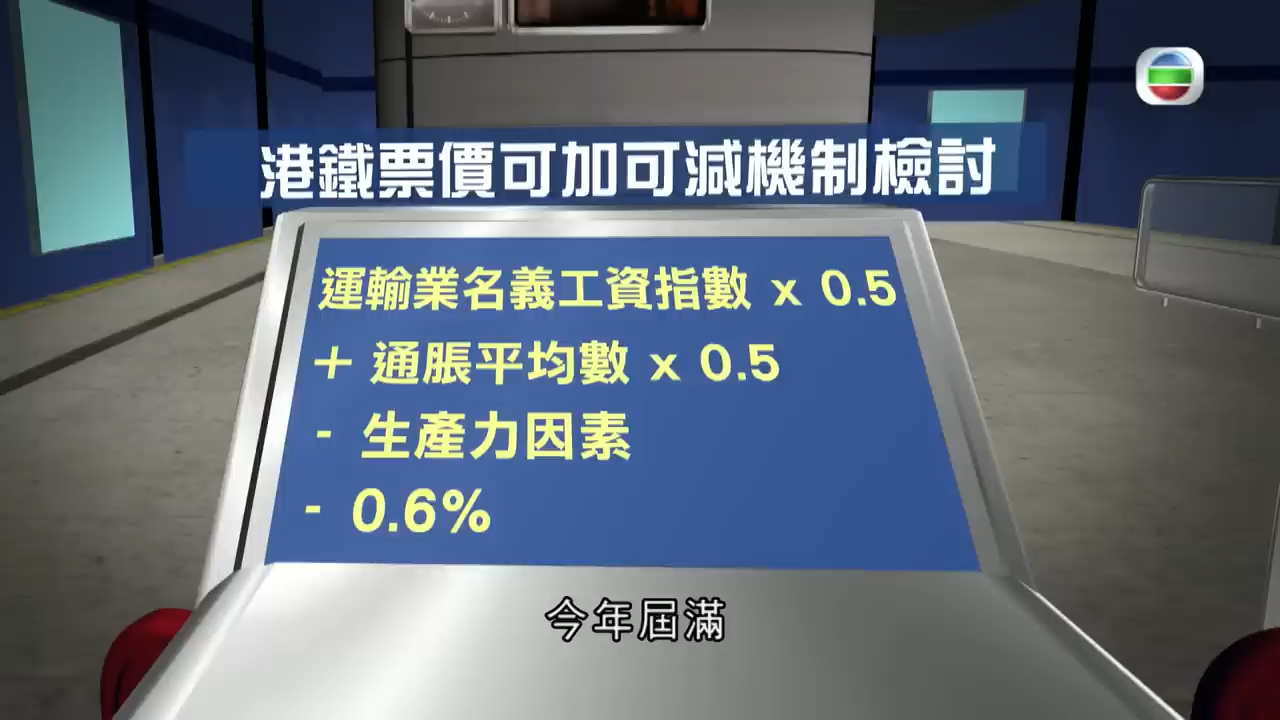 港鐵票價可加可減機制檢討
運輸業名義工資指數 x 0.5
+ 通脹平均數 x 0.5
- 生產力因素
- 0.6%
今年屆滿